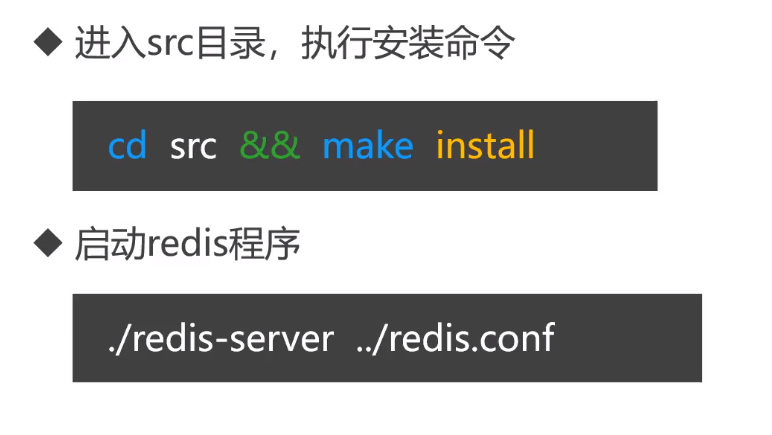 ◆ 进入src目录，执行安装命令
cd src && make install
◆ 启动redis程序
./redis-server ../redis.conf